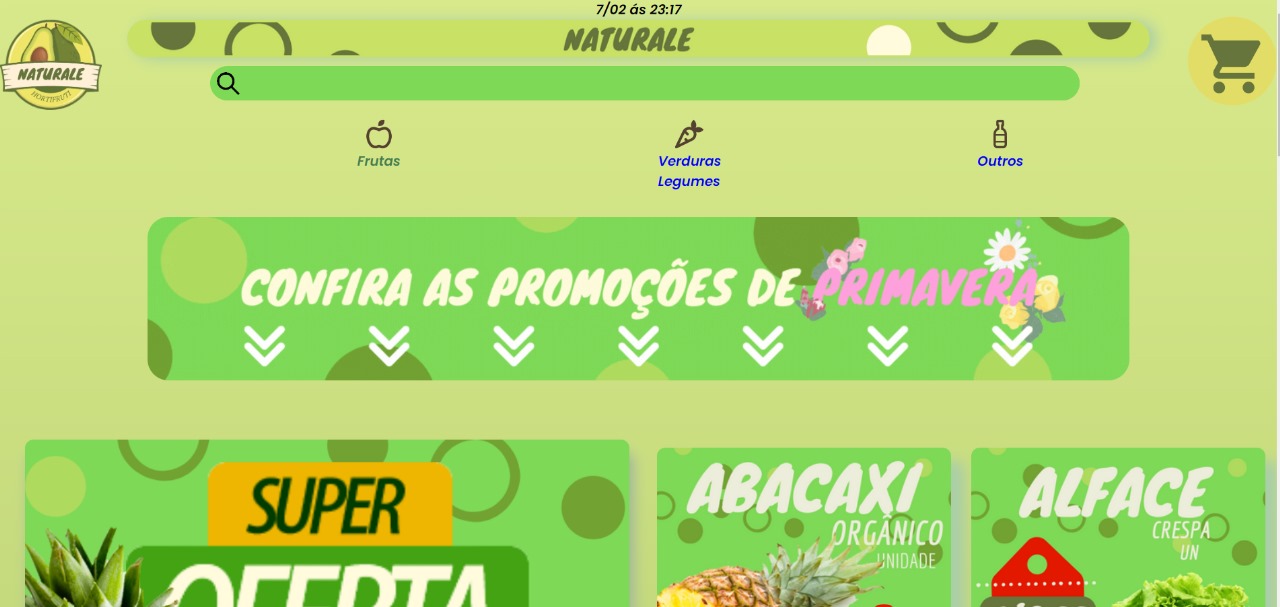 7/02 ás 23:17
NATURALE
NATURALE
HORTIFRUTI
Frutas
Verduras
Legumes
Outros
CONFIRA AS PROMOÇÕES DE PRIMAVERA
SUPER
OFERTA
ABACAXI
ORGÂNICO
UNIDADE
ALFACE
CRESPA
UN